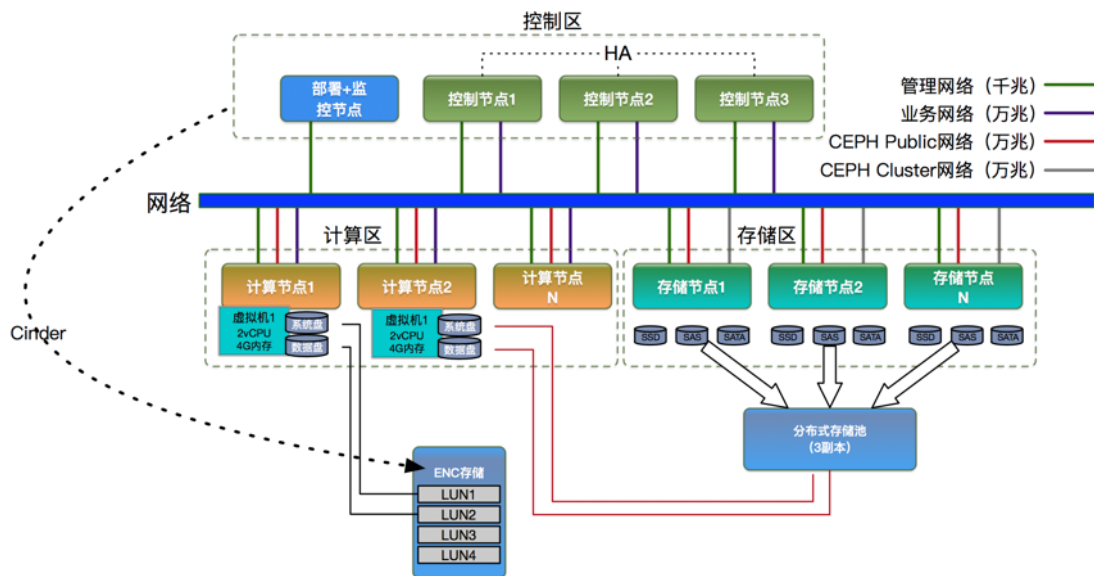 控制区
HA
部署+监
控节点
控制节点1
控制节点2
控制节点3
管理网络（千兆）
业务网络（万兆）
CEPH Public网络（万兆）
CEPH Cluster网络（万兆）
网络
计算区
存储区
计算节点1
计算节点2
计算节点
N
存储节点1
存储节点2
存储节点
N
虚拟机1
2vCPU
4G内存
系统盘
数据盘
虚拟机1
2vCPU
4G内存
系统盘
数据盘
SSD
SAS
SATA
SSD
SAS
SATA
SSD
SAS
SATA
Cinder
分布式存储池
（3副本）
ENC存储
LUN1
LUN2
LUN3
LUN4